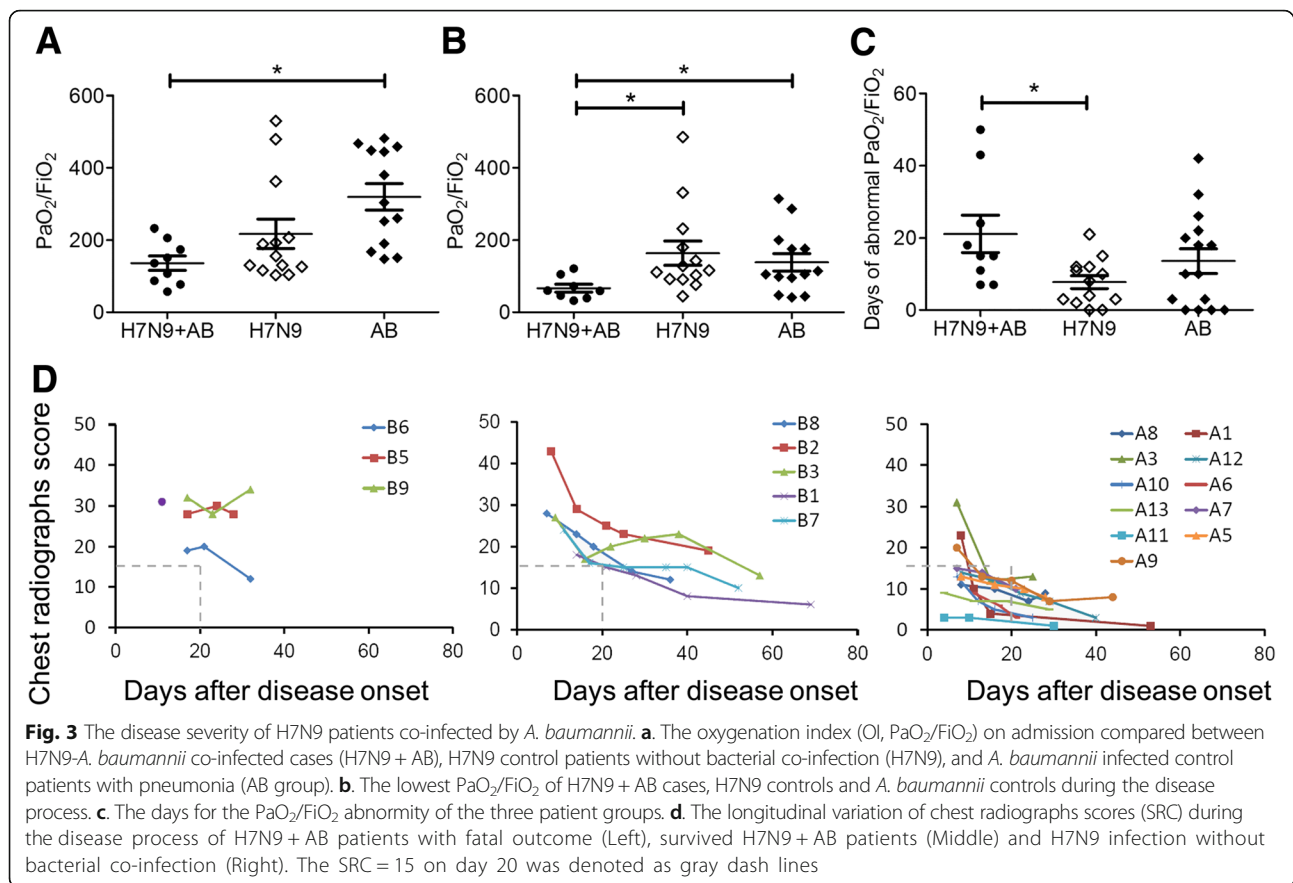 A
B
C
*
600
400
200
0
PaO2/FiO2
H7N9+AB
H7N9
AB
*
*
600
400
200
0
PaO2/FiO2
H7N9+AB
H7N9
AB
*
60
40
20
0
Days of abnormal PaO2/FiO2
H7N9+AB
H7N9
AB
D
Chest radiographs score
50
40
30
20
10
0
0 20 40 60 80
Days after disease onset
B6
B5
B9
50
40
30
20
10
0
0 20 40 60 80
Days after disease onset
B8
B2
B3
B1
B7
50
40
30
20
10
0
0 20 40 60 80
Days after disease onset
A8 A1
A3 A12
A10 A6
A13 A7
A11 A5
A9
Fig. 3 The disease severity of H7N9 patients co-infected by A. baumannii. a. The oxygenation index (OI, PaO2/FiO2) on admission compared between
H7N9-A. baumannii co-infected cases (H7N9 + AB), H7N9 control patients without bacterial co-infection (H7N9), and A. baumannii infected control
patients with pneumonia (AB group). b. The lowest PaO2/FiO2 of H7N9 + AB cases, H7N9 controls and A. baumannii controls during the disease
process. c. The days for the PaO2/FiO2 abnormity of the three patient groups. d. The longitudinal variation of chest radiographs scores (SRC) during
the disease process of H7N9 + AB patients with fatal outcome (Left), survived H7N9 + AB patients (Middle) and H7N9 infection without
bacterial co-infection (Right). The SRC = 15 on day 20 was denoted as gray dash lines